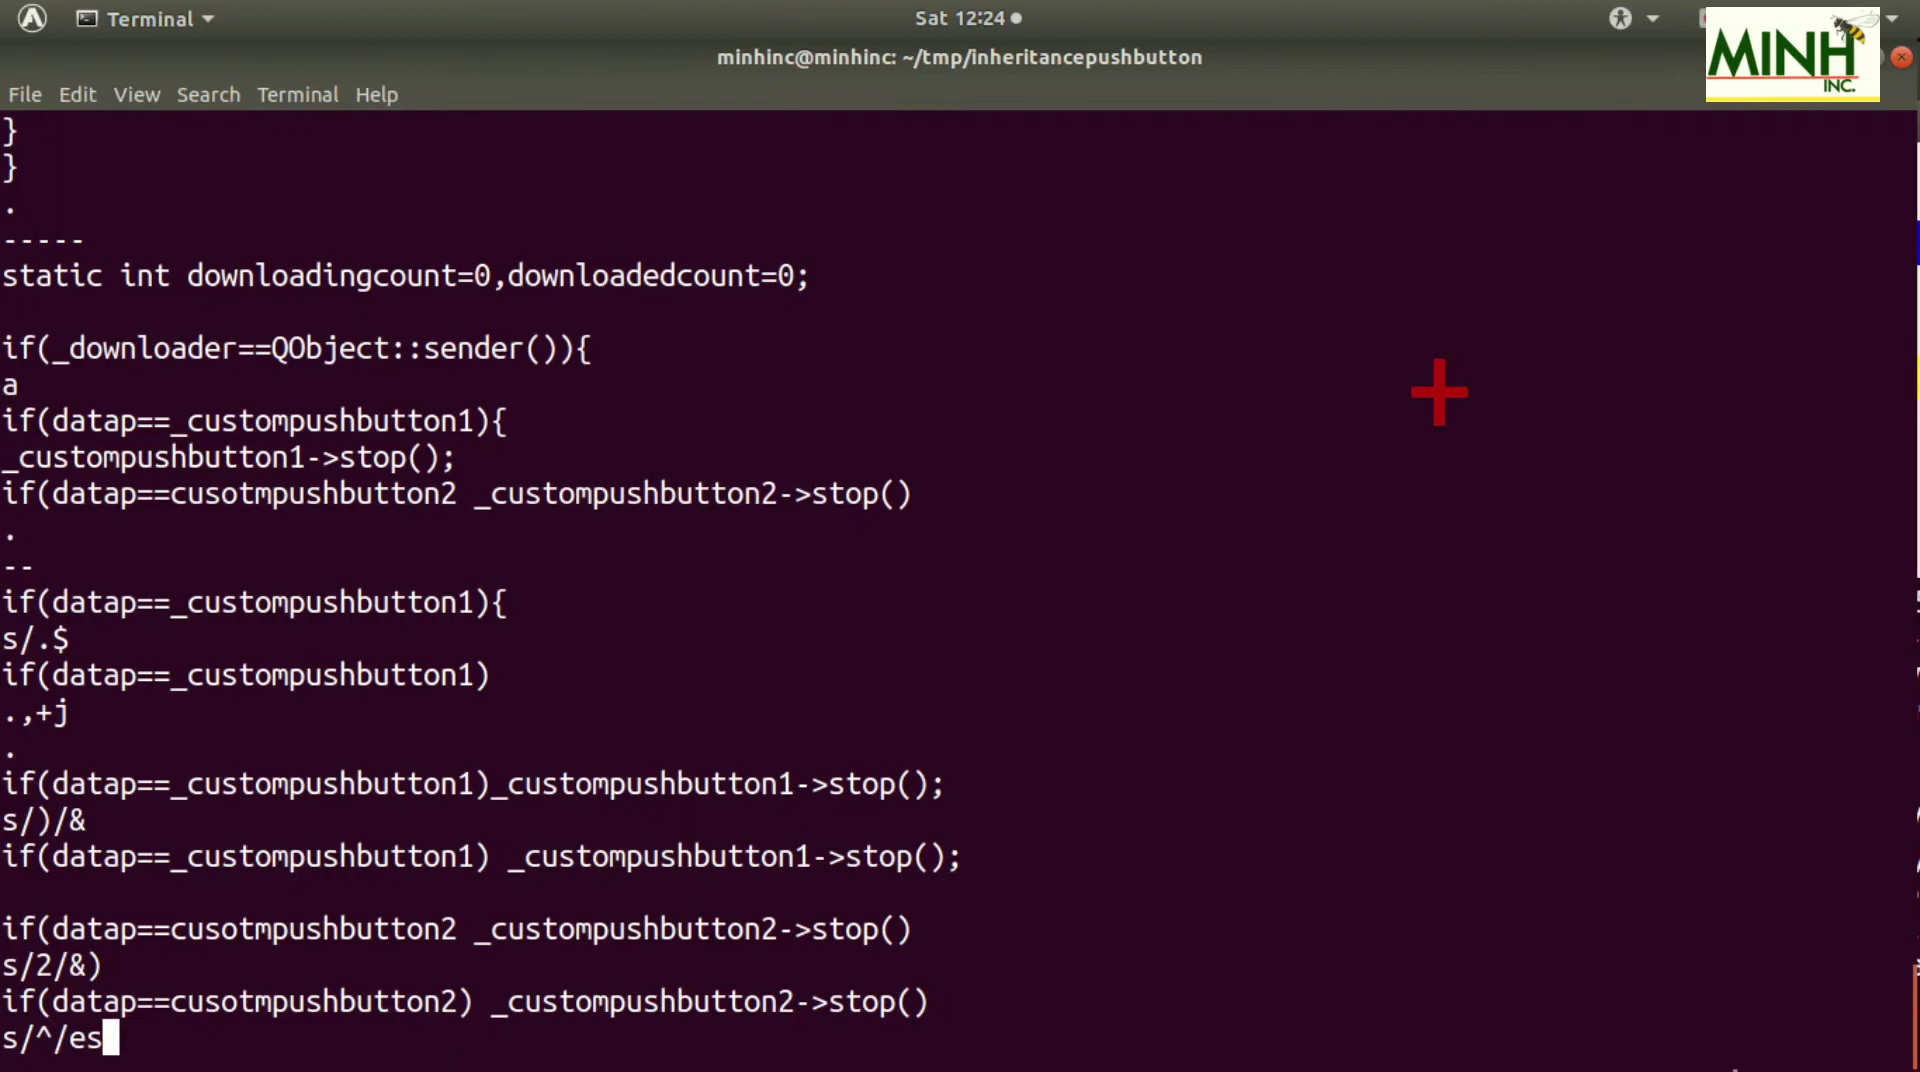 Terminal
Sat 12:24
minhinc@minhinc: ~/tmp/inheritancepushbutton
MINH
INC.
File Edit View Search Terminal Help
}
}
.
-----
static int downloadingcount=0,downloadedcount=0;
if(_downloader==QObject::sender()){
a
if(datap==_custompushbutton1){
_custompushbutton1->stop();
if(datap==cusotmpushbutton2 _custompushbutton2->stop()
.
--
if(datap==_custompushbutton1){
s/.$
if(datap==_custompushbutton1)
.,+j
.
if(datap==_custompushbutton1)_custompushbutton1->stop();
s/)/&
if(datap==_custompushbutton1) _custompushbutton1->stop();
if(datap==cusotmpushbutton2 _custompushbutton2->stop()
s/2/&)
if(datap==cusotmpushbutton2) _custompushbutton2->stop()
s/^/es